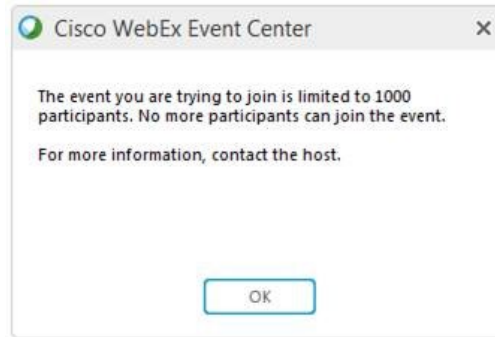 Cisco WebEx Event Center
The event you are trying to join is limited to 1000
participants. No more participants can join the event.
For more information, contact the host.
OK